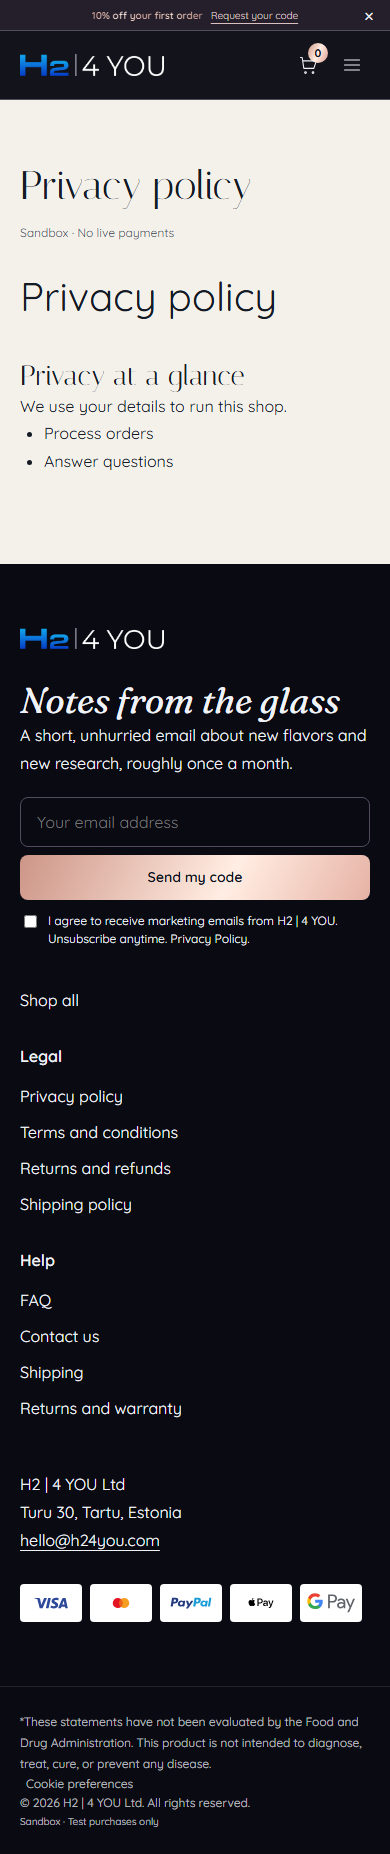 10% off your first order Request your code ×
H2 | 4 YOU 0
Privacy policy
Sandbox · No live payments
Privacy policy
Privacy at a glance
We use your details to run this shop.
• Process orders
• Answer questions
H2 | 4 YOU
Notes from the glass
A short, unhurried email about new flavors and
new research, roughly once a month.
Your email address
Send my code
I agree to receive marketing emails from H2 | 4 YOU.
Unsubscribe anytime. Privacy Policy.
Shop all
Legal
Privacy policy
Terms and conditions
Returns and refunds
Shipping policy
Help
FAQ
Contact us
Shipping
Returns and warranty
H2 | 4 YOU Ltd
Turu 30, Tartu, Estonia
hello@h24you.com
VISA PayPal Pay G Pay
*These statements have not been evaluated by the Food and
Drug Administration. This product is not intended to diagnose,
treat, cure, or prevent any disease.
Cookie preferences
© 2026 H2 | 4 YOU Ltd. All rights reserved.
Sandbox · Test purchases only